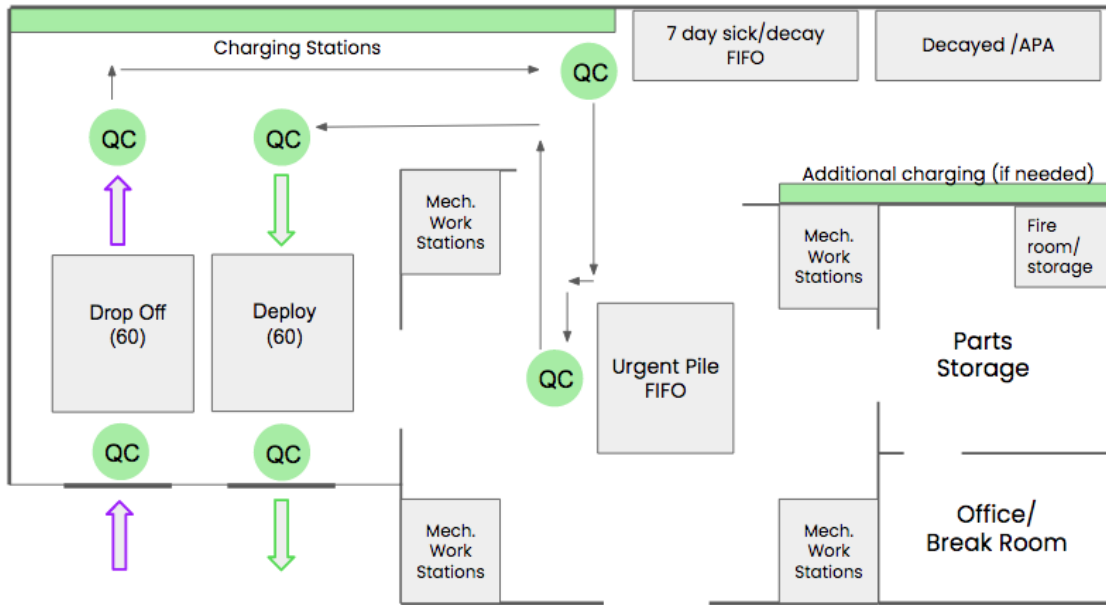 Charging Stations
7 day sick/decay
FIFO
Decayed /APA
QC
QC
QC
Additional charging (if needed)
Mech.
Work
Stations
Mech.
Work
Stations
Fire
room/
storage
Drop Off
(60)
Deploy
(60)
Urgent Pile
FIFO
Parts
Storage
QC
QC
QC
Mech.
Work
Stations
Mech.
Work
Stations
Office/
Break Room